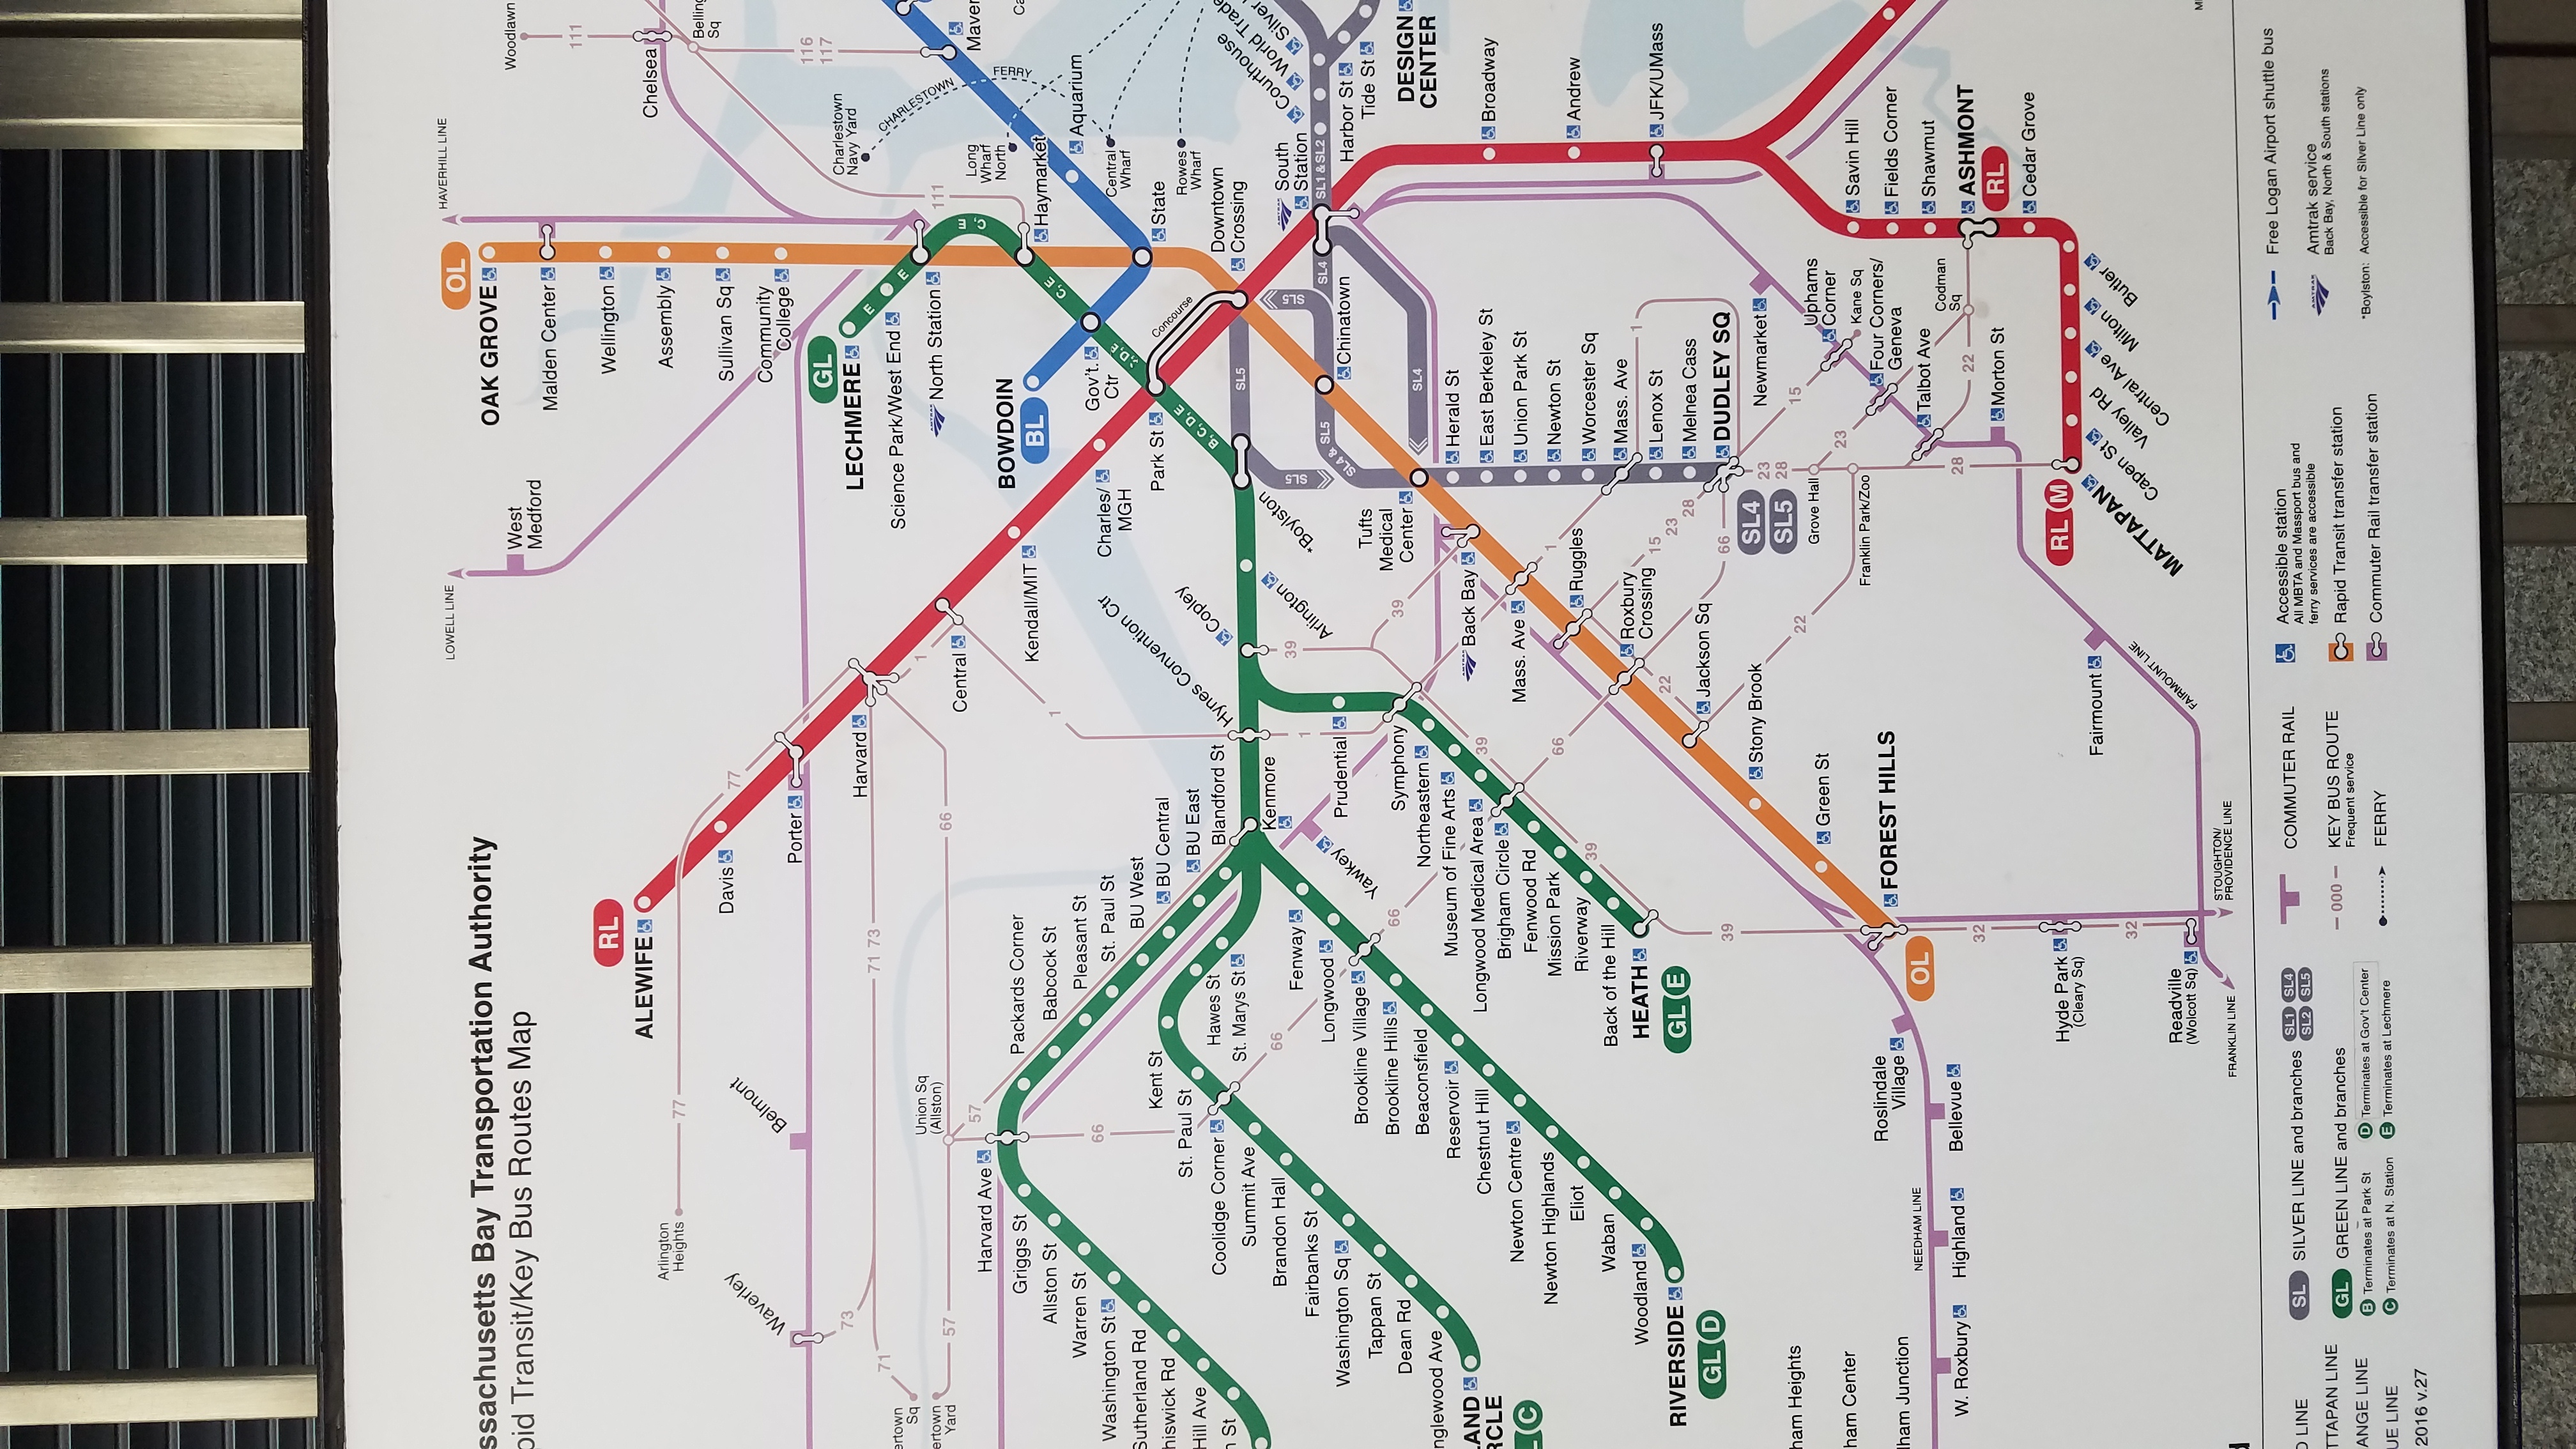 ssachusetts Bay Transportation Authority
pid Transit/Key Bus Routes Map
LOWELL LINE
West
Medford
OL
HAVERHILL LINE
OAK GROVE
Malden Center
Wellington
Assembly
Sullivan Sq
Community
College
Woodlawn
111
Chelsea
Belling
Sq
116
117
RL
ALEWIFE
Arlington
Heights
77
Davis
77
Porter
Waverley
Belmont
73
71
71 73
Harvard
ertown
Sq
ertown
Yard
57
Union Sq
(Allston)
66
57
1
Central
Kendall/MIT
1
Charles/
MGH
GL
LECHMERE
E
E
Science Park/West End
AMTRAK
North Station
C, E
111
Charlestown
Navy Yard
CHARLESTOWN
FERRY
Long
Wharf
North
Maver
BOWDOIN
BL
Haymarket
C, E
Aquarium
Gov't.
Ctr
Central
Wharf
Park St
State
Concourse
Rowes
Wharf
B, C, D, E
Downtown
Crossing
Harvard Ave
Griggs St
Allston St
Warren St
Washington St
Sutherland Rd
hiswick Rd
Hill Ave
n St
Packards Corner
Babcock St
Pleasant St
St. Paul St
BU West
BU Central
BU East
Blandford St
66
Kent St
St. Paul St
Coolidge Corner
Hawes St
St. Marys St
Summit Ave
Brandon Hall
Fairbanks St
Washington Sq
Tappan St
Dean Rd
nglewood Ave
LAND
RCLE
C
66
Kenmore
Hynes Convention Ctr
Copley
Arlington
*Boylston
SL5
SL5
SL5
SL4 & SL5
SL4
SL1 & SL2
AMTRAK
South
Station
Courthouse
World Trade
Silver
Harbor St
Tide St
DESIGN
CENTER
Chinatown
Tufts
Medical
Center
SL4
Fenway
Longwood
Yawkey
Brookline Village
Brookline Hills
Beaconsfield
Reservoir
Chestnut Hill
Newton Centre
Newton Highlands
Eliot
Waban
Woodland
RIVERSIDE
GL D
66
1
39
Prudential
Symphony
39
Northeastern
Museum of Fine Arts
Longwood Medical Area
Brigham Circle
Fenwood Rd
Mission Park
Riverway
Back of the Hill
HEATH
GL E
39
39
66
AMTRAK
Back Bay
Mass. Ave
1
Ruggles
Roxbury
Crossing
15
23
28
22
Jackson Sq
66
Stony Brook
22
Green St
FOREST HILLS
OL
39
Herald St
East Berkeley St
Union Park St
Newton St
Worcester Sq
Mass. Ave
1
Lenox St
Melnea Cass
DUDLEY SQ
SL4
SL5
23
28
Grove Hall
23
Franklin Park/Zoo
15
Broadway
Andrew
JFK/UMass
Newmarket
Uphams
Corner
Kane Sq
Four Corners/
Geneva
Talbot Ave
Codman
Sq
28
22
Morton St
Savin Hill
Fields Corner
Shawmut
ASHMONT
RL
Cedar Grove
RL M
MATTAPAN
Capen St
Valley Rd
Central Ave
Milton
Butler
ham Heights
ham Center
ham Junction
Roslindale
Village
NEEDHAM LINE
W. Roxbury
Highland
Bellevue
32
Hyde Park
(Cleary Sq)
32
Fairmount
FAIRMOUNT LINE
Readville
(Wolcott Sq)
FRANKLIN LINE
STOUGHTON/
PROVIDENCE LINE
D LINE
TTAPAN LINE
ANGE LINE
UE LINE
2016 v.27
SL SILVER LINE and branches SL1 SL4
SL2 SL5
GL GREEN LINE and branches
B Terminates at Park St
D Terminates at Gov't Center
C Terminates at N. Station
E Terminates at Lechmere
COMMUTER RAIL
000 KEY BUS ROUTE
Frequent service
FERRY
Accessible station
All MBTA and Massport bus and
ferry services are accessible
Rapid Transit transfer station
Commuter Rail transfer station
Free Logan Airport shuttle bus
AMTRAK Amtrak service
Back Bay, North & South stations
*Boylston: Accessible for Silver Line only